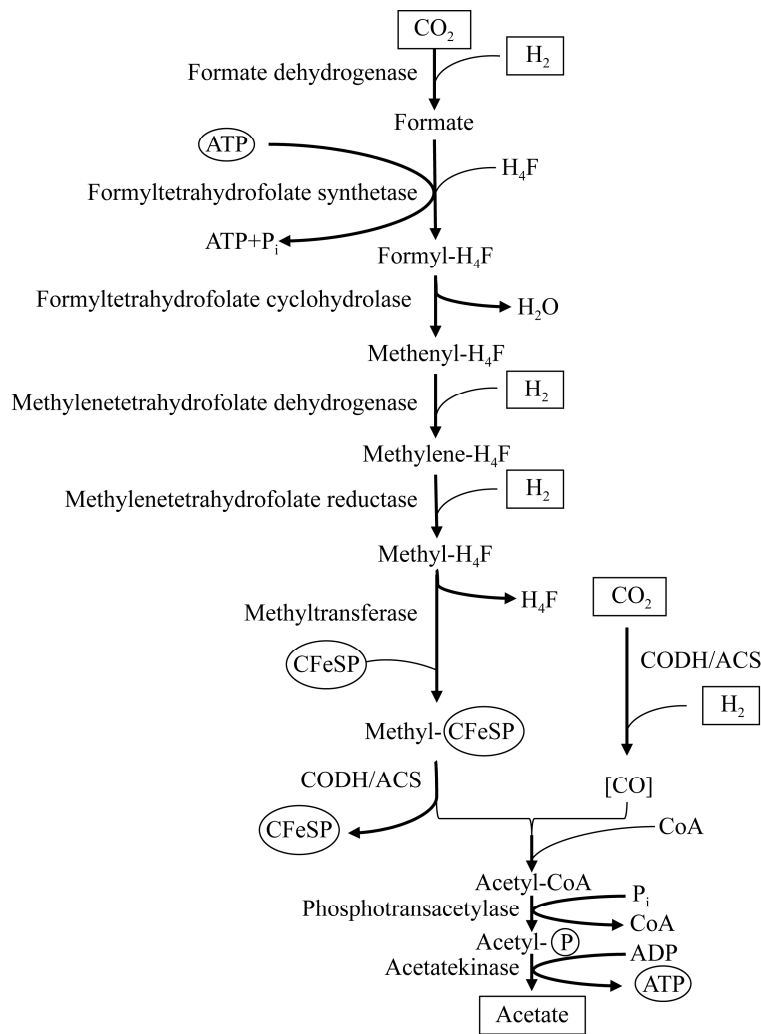 CO₂
H₂
Formate dehydrogenase
Formate
ATP
H₄F
Formyltetrahydrofolate synthetase
ATP+Pᵢ
Formyl-H₄F
Formyltetrahydrofolate cyclohydrolase
H₂O
Methenyl-H₄F
H₂
Methylenetetrahydrofolate dehydrogenase
Methylene-H₄F
H₂
Methylenetetrahydrofolate reductase
Methyl-H₄F
H₄F
CO₂
Methyltransferase
CFeSP
CODH/ACS
H₂
Methyl-CFeSP
CODH/ACS
[CO]
CFeSP
CoA
Acetyl-CoA
Pᵢ
Phosphotransacetylase
CoA
Acetyl-P
ADP
Acetatekinase
ATP
Acetate